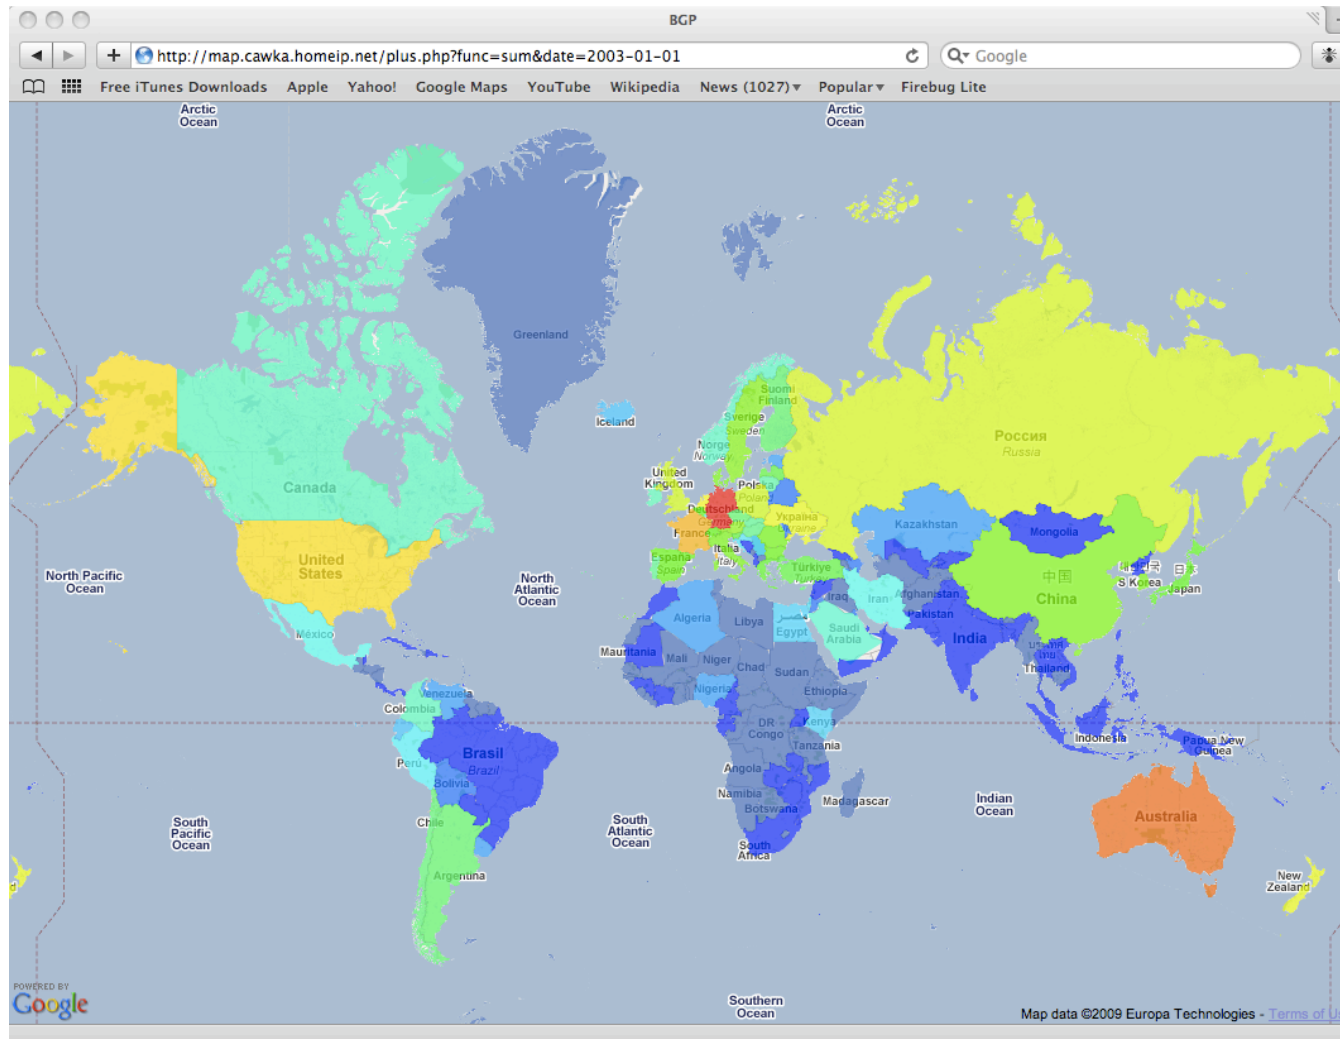 BGP
http://map.cawka.homeip.net/plus.php?func=sum&date=2003-01-01
Google
Free iTunes Downloads
Apple
Yahoo!
Google Maps
YouTube
Wikipedia
News (1027)
Popular
Firebug Lite
Arctic
Ocean
Arctic
Ocean
Greenland
Iceland
Suomi
Finland
Sverige
Sweden
Norge
Norway
Россия
Russia
United
Kingdom
Polska
Poland
Deutschland
Germany
Україна
Ukraine
France
Canada
Kazakhstan
Mongolia
Italia
Italy
España
Spain
Türkiye
Turkey
United
States
North Pacific
Ocean
North
Atlantic
Ocean
中国
China
S Korea
日本
Japan
Iraq
Iran
Afghanistan
Pakistan
Algeria
Libya
مصر
Egypt
Saudi
Arabia
India
México
Mauritania
Mali
Niger
Chad
Sudan
Thailand
Venezuela
Colombia
Nigeria
Ethiopia
DR
Congo
Kenya
Tanzania
Indonesia
Papua New
Guinea
Brasil
Brazil
Perú
Bolivia
Angola
Namibia
Botswana
Madagascar
Indian
Ocean
Australia
South
Pacific
Ocean
Chile
South
Atlantic
Ocean
South
Africa
Argentina
New
Zealand
POWERED BY
Google
Southern
Ocean
Map data ©2009 Europa Technologies - Terms of U